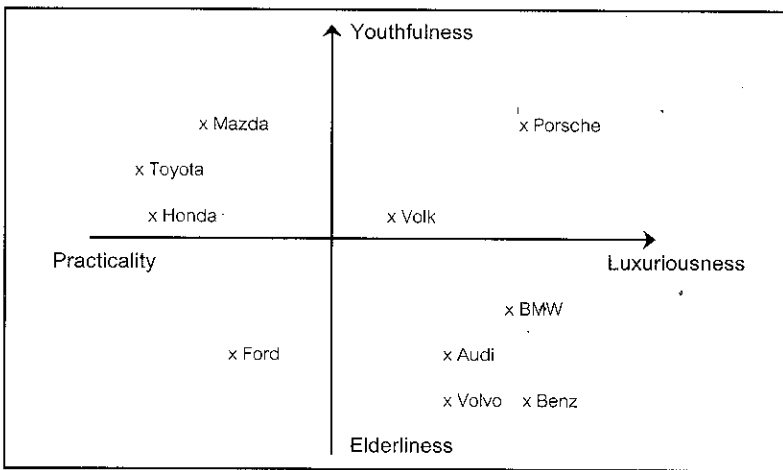 Youthfulness
x Mazda
x Porsche
x Toyota
x Honda
x Volk
Practicality
Luxuriousness
x BMW
x Ford
x Audi
x Volvo
x Benz
Elderliness